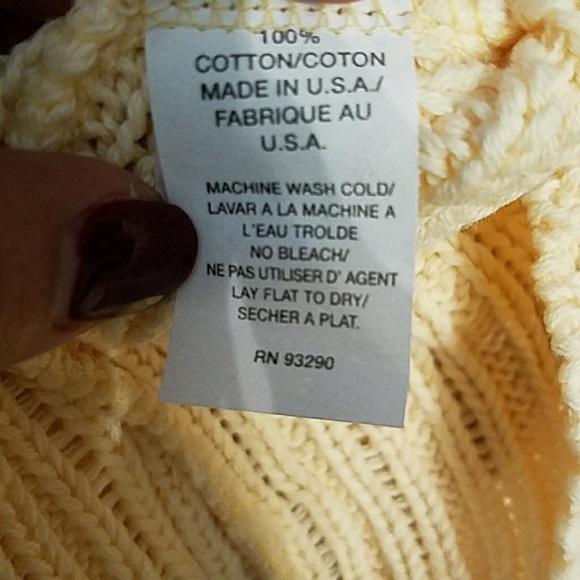 100%
COTTON/COTON
MADE IN U.S.A./
FABRIQUE AU
U.S.A.
MACHINE WASH COLD/
LAVAR A LA MACHINE A
L'EAU TROLDE
NO BLEACH/
NE PAS UTILISER D' AGENT
LAY FLAT TO DRY/
SECHER A PLAT.
RN 93290